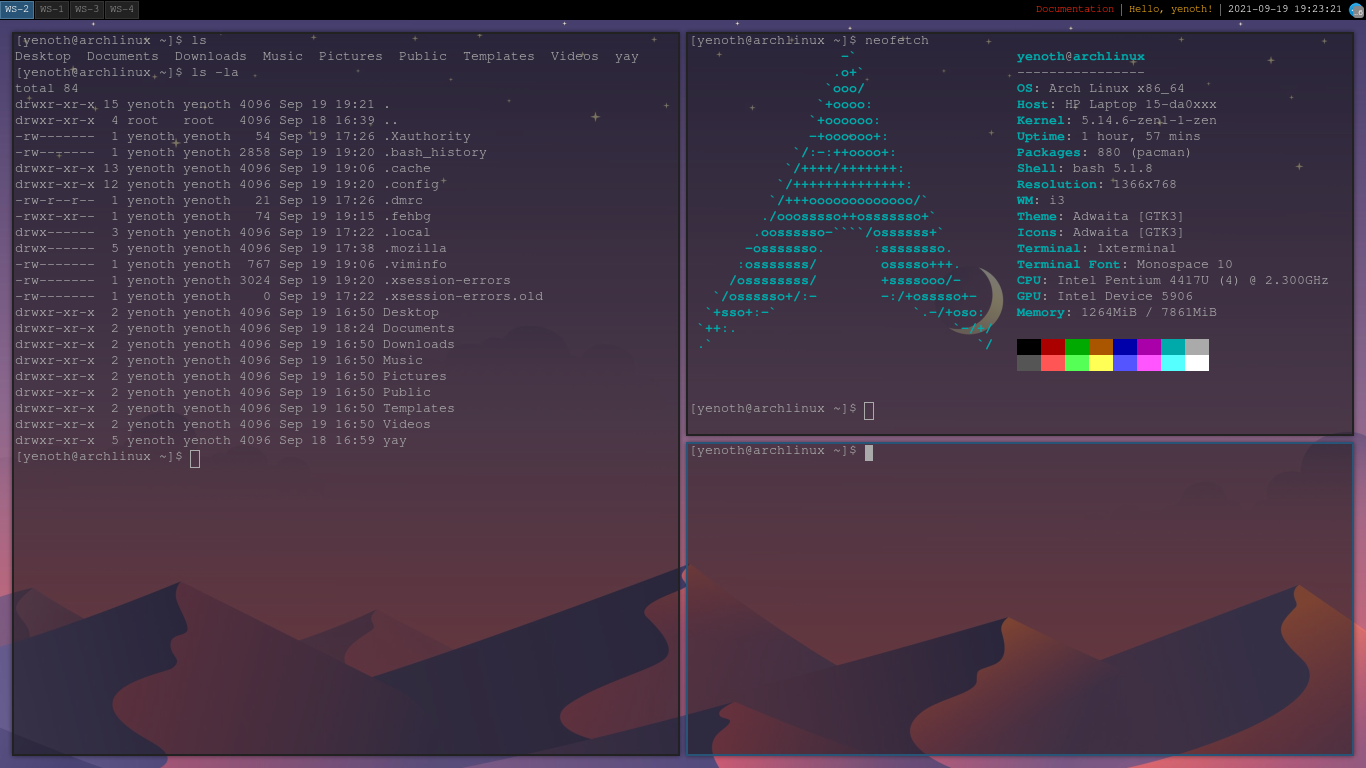 WS-2 WS-1 WS-3 WS-4
Documentation | Hello, yenoth! | 2021-09-19 19:23:21
[yenoth@archlinux ~]$ ls
Desktop  Documents  Downloads  Music  Pictures  Public  Templates  Videos  yay
[yenoth@archlinux ~]$ ls -la
total 84
drwxr-xr-x 15 yenoth yenoth 4096 Sep 19 19:21 .
drwxr-xr-x  4 root   root   4096 Sep 18 16:39 ..
-rw-------  1 yenoth yenoth   54 Sep 19 17:26 .Xauthority
-rw-------  1 yenoth yenoth 2858 Sep 19 19:20 .bash_history
drwxr-xr-x 13 yenoth yenoth 4096 Sep 19 19:06 .cache
drwxr-xr-x 12 yenoth yenoth 4096 Sep 19 19:20 .config
-rw-r--r--  1 yenoth yenoth   21 Sep 19 17:26 .dmrc
-rwxr-xr--  1 yenoth yenoth   74 Sep 19 19:15 .fehbg
drwx------  3 yenoth yenoth 4096 Sep 19 17:22 .local
drwx------  5 yenoth yenoth 4096 Sep 19 17:38 .mozilla
-rw-------  1 yenoth yenoth  767 Sep 19 19:06 .viminfo
-rw-------  1 yenoth yenoth 3024 Sep 19 19:20 .xsession-errors
-rw-------  1 yenoth yenoth    0 Sep 19 17:22 .xsession-errors.old
drwxr-xr-x  2 yenoth yenoth 4096 Sep 19 16:50 Desktop
drwxr-xr-x  2 yenoth yenoth 4096 Sep 19 18:24 Documents
drwxr-xr-x  2 yenoth yenoth 4096 Sep 19 16:50 Downloads
drwxr-xr-x  2 yenoth yenoth 4096 Sep 19 16:50 Music
drwxr-xr-x  2 yenoth yenoth 4096 Sep 19 16:50 Pictures
drwxr-xr-x  2 yenoth yenoth 4096 Sep 19 16:50 Public
drwxr-xr-x  2 yenoth yenoth 4096 Sep 19 16:50 Templates
drwxr-xr-x  2 yenoth yenoth 4096 Sep 19 16:50 Videos
drwxr-xr-x  5 yenoth yenoth 4096 Sep 18 16:59 yay
[yenoth@archlinux ~]$
[yenoth@archlinux ~]$ neofetch
yenoth@archlinux
----------------
OS: Arch Linux x86_64
Host: HP Laptop 15-da0xxx
Kernel: 5.14.6-zen1-1-zen
Uptime: 1 hour, 57 mins
Packages: 880 (pacman)
Shell: bash 5.1.8
Resolution: 1366x768
WM: i3
Theme: Adwaita [GTK3]
Icons: Adwaita [GTK3]
Terminal: lxterminal
Terminal Font: Monospace 10
CPU: Intel Pentium 4417U (4) @ 2.300GHz
GPU: Intel Device 5906
Memory: 1264MiB / 7861MiB
[yenoth@archlinux ~]$
[yenoth@archlinux ~]$